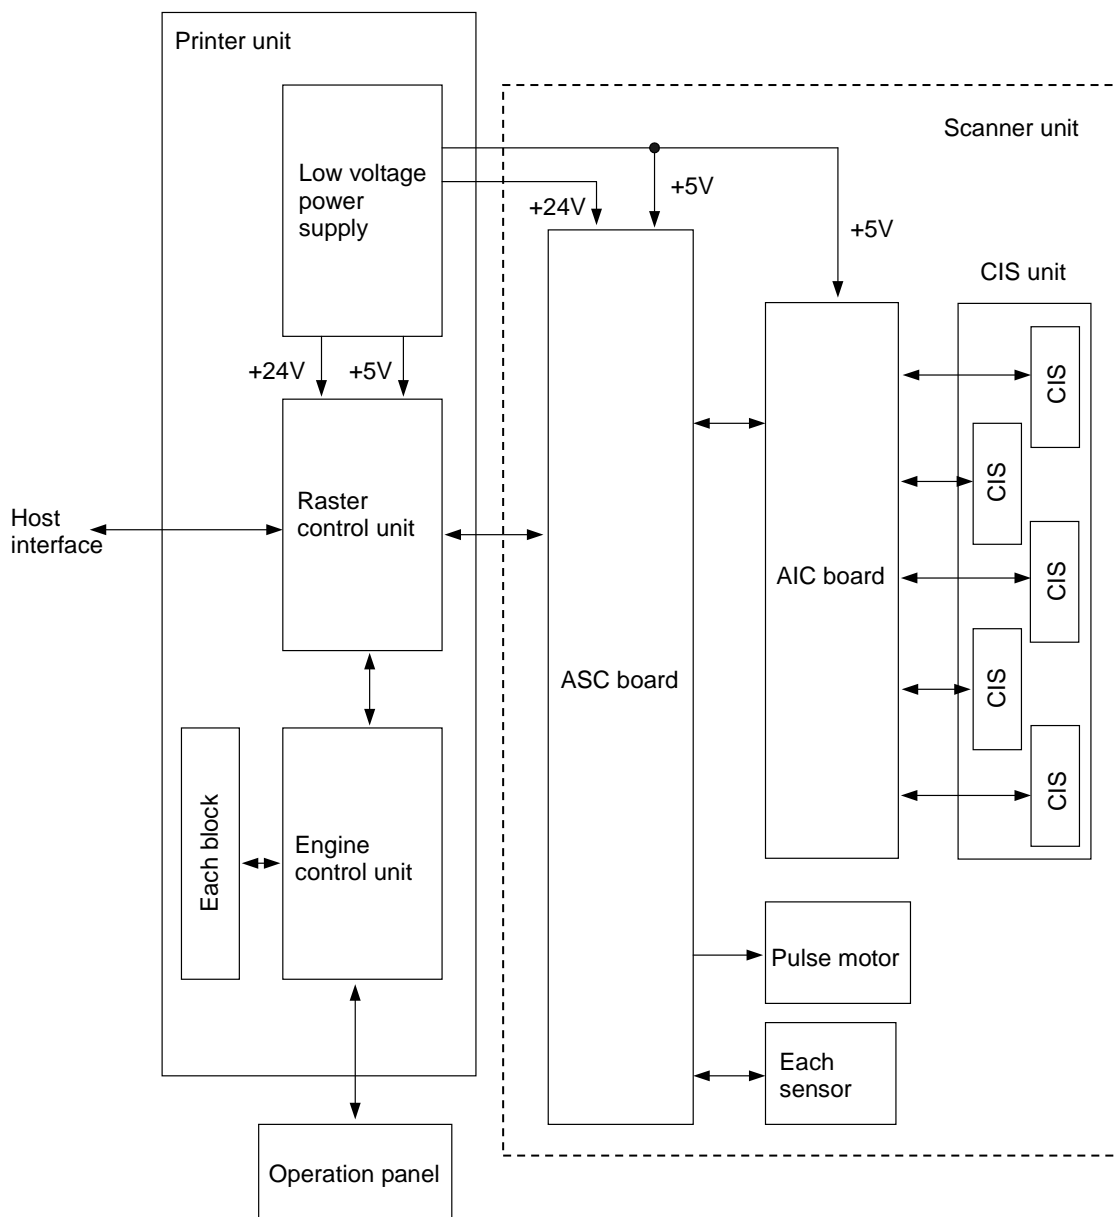 Printer unit
Scanner unit
Low voltage
power
supply
+24V
+5V
+5V
CIS unit
+24V
+5V
CIS
CIS
CIS
CIS
CIS
Host
interface
Raster
control unit
AIC board
ASC board
Each block
Engine
control unit
Pulse motor
Each
sensor
Operation panel